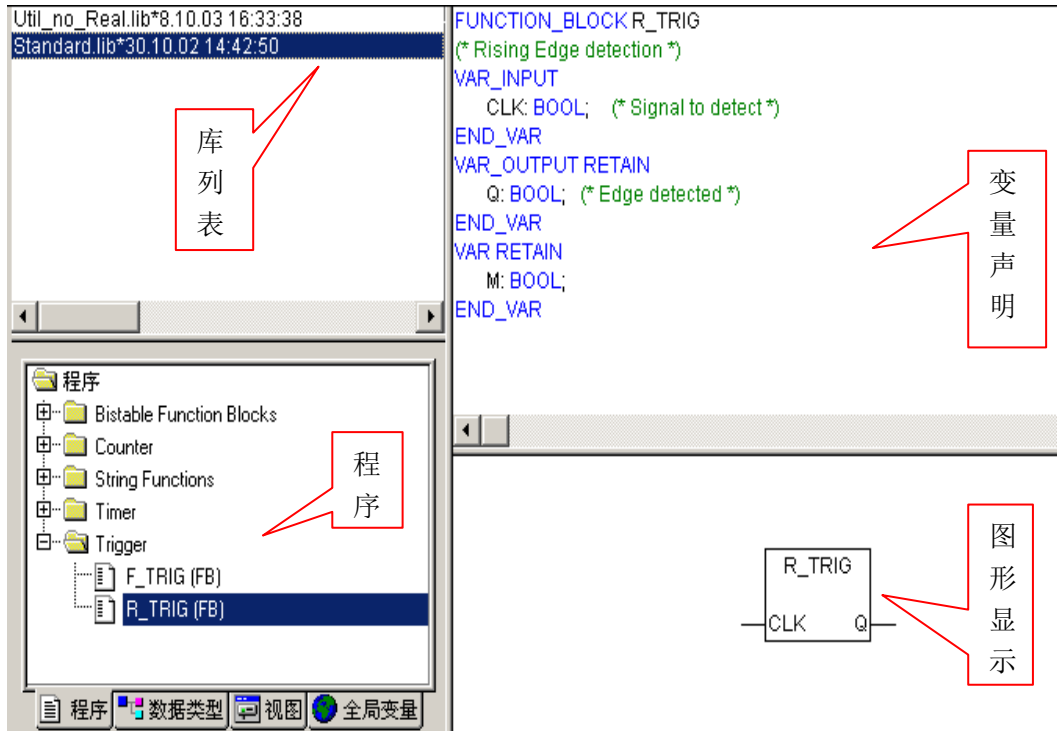 Util_no_Real.lib*8.10.03 16:33:38
Standard.lib*30.10.02 14:42:50
库
列
表
程序
Bistable Function Blocks
Counter
String Functions
Timer
Trigger
F_TRIG (FB)
R_TRIG (FB)
程
序
程序 数据类型 视图 全局变量
FUNCTION_BLOCK R_TRIG
(* Rising Edge detection *)
VAR_INPUT
CLK: BOOL; (* Signal to detect *)
END_VAR
VAR_OUTPUT RETAIN
Q: BOOL; (* Edge detected *)
END_VAR
VAR RETAIN
M: BOOL;
END_VAR
变
量
声
明
R_TRIG
CLK Q
图
形
显
示